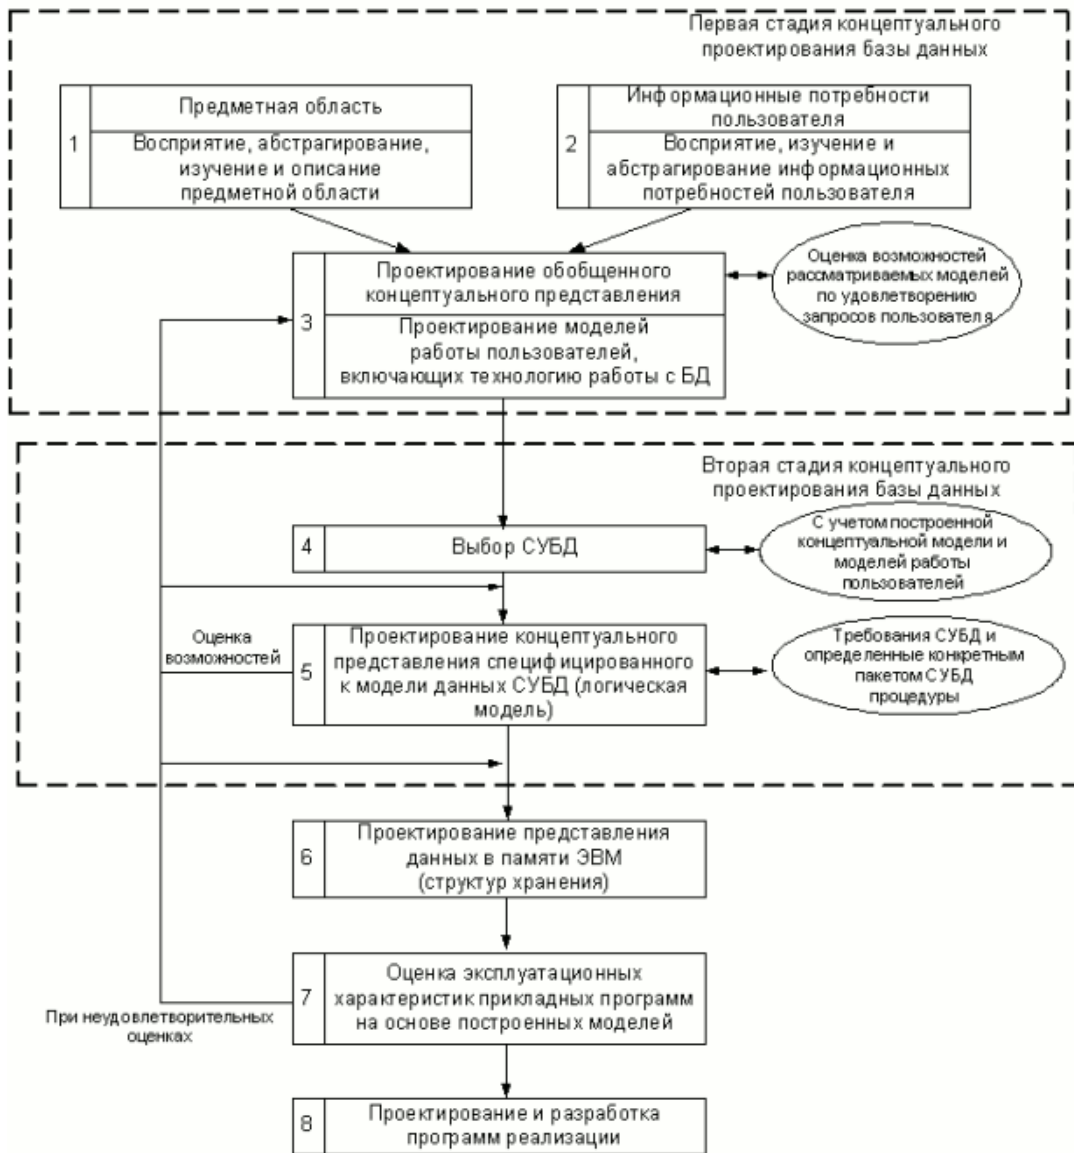 Первая стадия концептуального
проектирования базы данных
1
Предметная область
Восприятие, абстрагирование,
изучение и описание
предметной области
2
Информационные потребности
пользователя
Восприятие, изучение и
абстрагирование информационных
потребностей пользователя
3
Проектирование обобщенного
концептуального представления
Проектирование моделей
работы пользователей,
включающих технологию работы с БД
Оценка возможностей
рассматриваемых моделей
по удовлетворению
запросов пользователя
Вторая стадия концептуального
проектирования базы данных
4
Выбор СУБД
С учетом построенной
концептуальной модели и
моделей работы
пользователей
Оценка
возможностей
5
Проектирование концептуального
представления специфицированного
к модели данных СУБД (логическая
модель)
Требования СУБД и
определенные конкретным
пакетом СУБД
процедуры
6
Проектирование представления
данных в памяти ЭВМ
(структур хранения)
7
Оценка эксплуатационных
характеристик прикладных программ
на основе построенных моделей
При неудовлетворительных
оценках
8
Проектирование и разработка
программ реализации